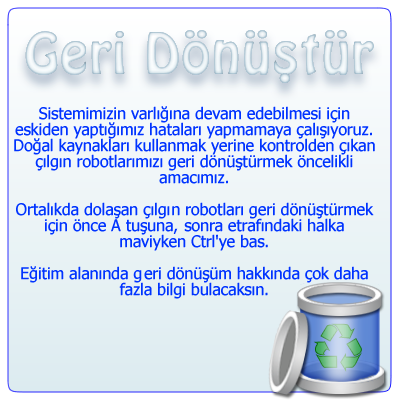 Geri Dönüştür
Sistemimizin varlığına devam edebilmesi için
eskiden yaptığımız hataları yapmamaya çalışıyoruz.
Doğal kaynakları kullanmak yerine kontrolden çıkan
çılgın robotlarımızı geri dönüştürmek öncelikli
amacımız.
Ortalıkda dolaşan çılgın robotları geri dönüştürmek
için önce A tuşuna, sonra etrafındaki halka
maviyken Ctrl'ye bas.
Eğitim alanında geri dönüşüm hakkında çok daha
fazla bilgi bulacaksın.